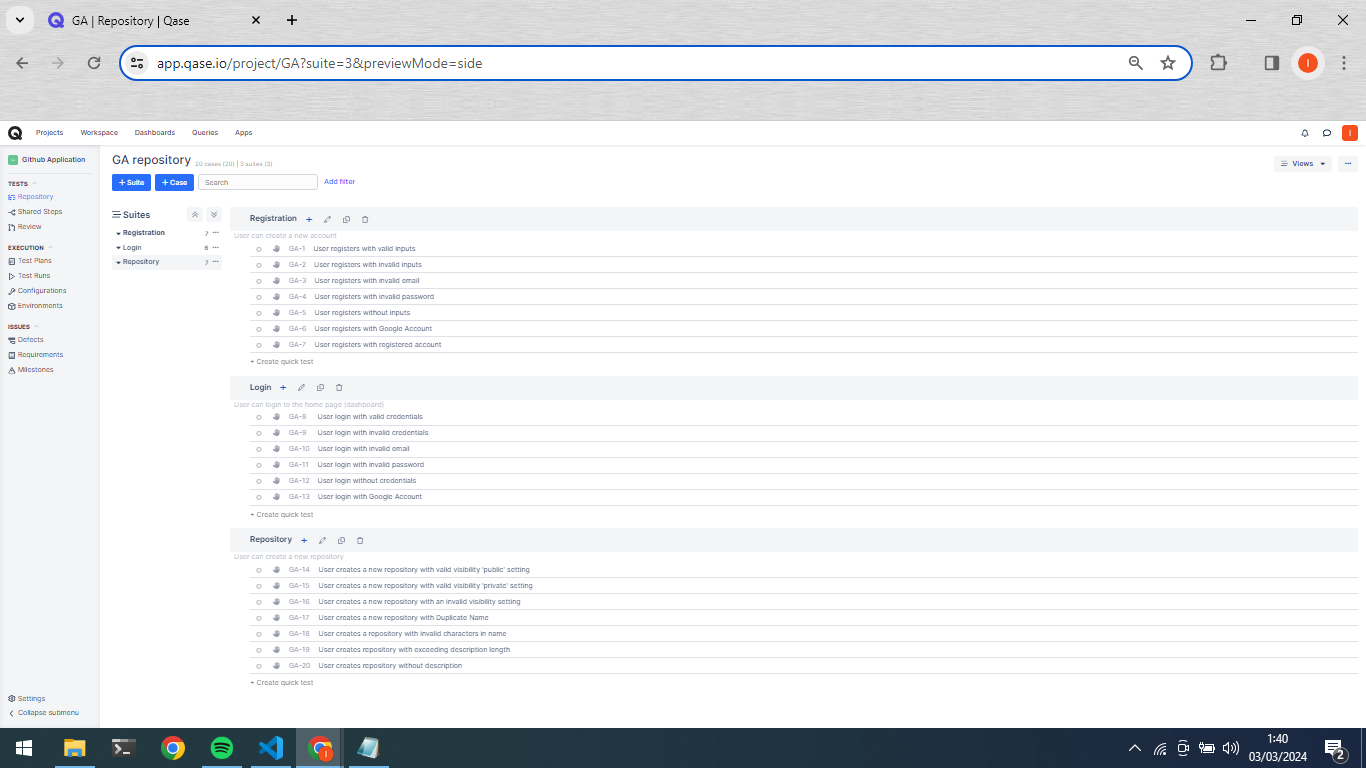 GA | Repository | Qase
app.qase.io/project/GA?suite=3&previewMode=side
I
Projects Workspace Dashboards Queries Apps
I
Github Application
TESTS
Repository
Shared Steps
Review
EXECUTION
Test Plans
Test Runs
Configurations
Environments
ISSUES
Defects
Requirements
Milestones
Settings
Collapse submenu
GA repository 20 cases (20) | 3 suites (3)
Views
+ Suite + Case Search Add filter
Suites
Registration 7
Login 6
Repository 7
Registration
User can create a new account
GA-1 User registers with valid inputs
GA-2 User registers with invalid inputs
GA-3 User registers with invalid email
GA-4 User registers with invalid password
GA-5 User registers without inputs
GA-6 User registers with Google Account
GA-7 User registers with registered account
+ Create quick test
Login
User can login to the home page (dashboard)
GA-8 User login with valid credentials
GA-9 User login with invalid credentials
GA-10 User login with invalid email
GA-11 User login with invalid password
GA-12 User login without credentials
GA-13 User login with Google Account
+ Create quick test
Repository
User can create a new repository
GA-14 User creates a new repository with valid visibility 'public' setting
GA-15 User creates a new repository with valid visibility 'private' setting
GA-16 User creates a new repository with an invalid visibility setting
GA-17 User creates a new repository with Duplicate Name
GA-18 User creates a repository with invalid characters in name
GA-19 User creates repository with exceeding description length
GA-20 User creates repository without description
+ Create quick test
I
1:40
03/03/2024
2